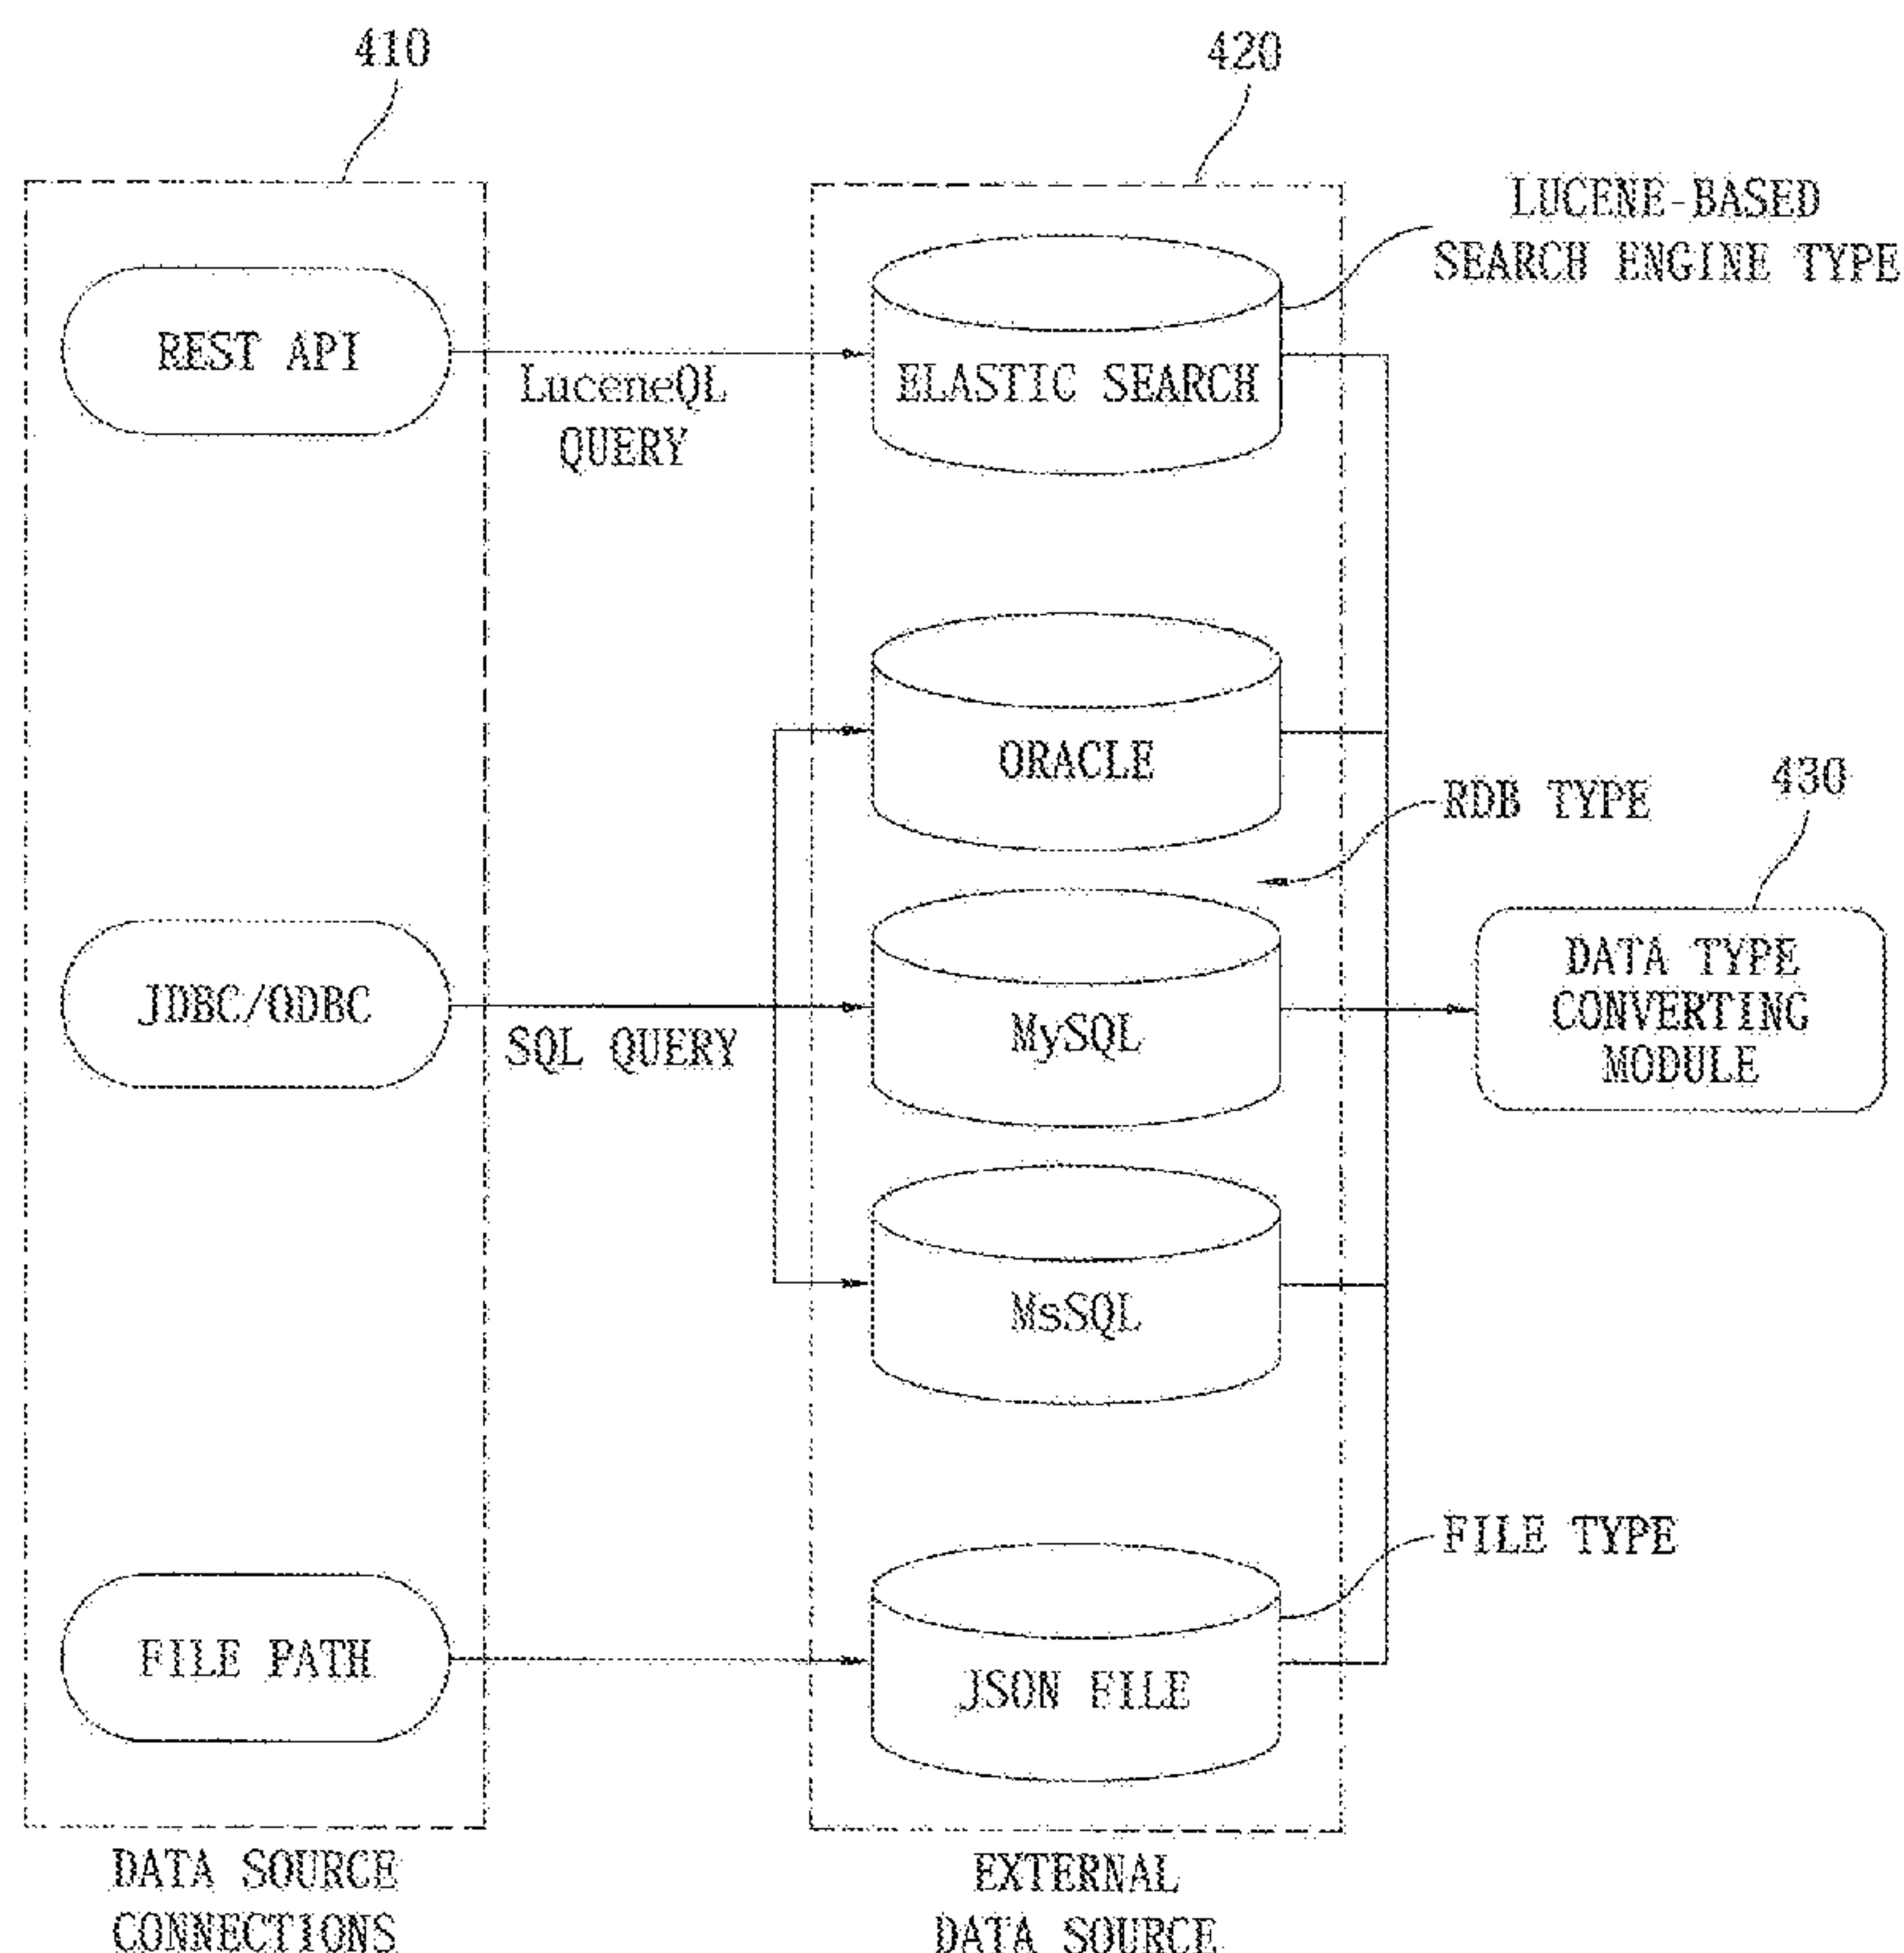 410
420
LUCENE-BASED
SEARCH ENGINE TYPE
REST API
LuceneQL
QUERY
ELASTIC SEARCH
ORACLE
RDB TYPE
430
JDBC/ODBC
SQL QUERY
MySQL
DATA TYPE
CONVERTING
MODULE
MsSQL
FILE TYPE
FILE PATH
JSON FILE
DATA SOURCE
CONNECTIONS
EXTERNAL
DATA SOURCE